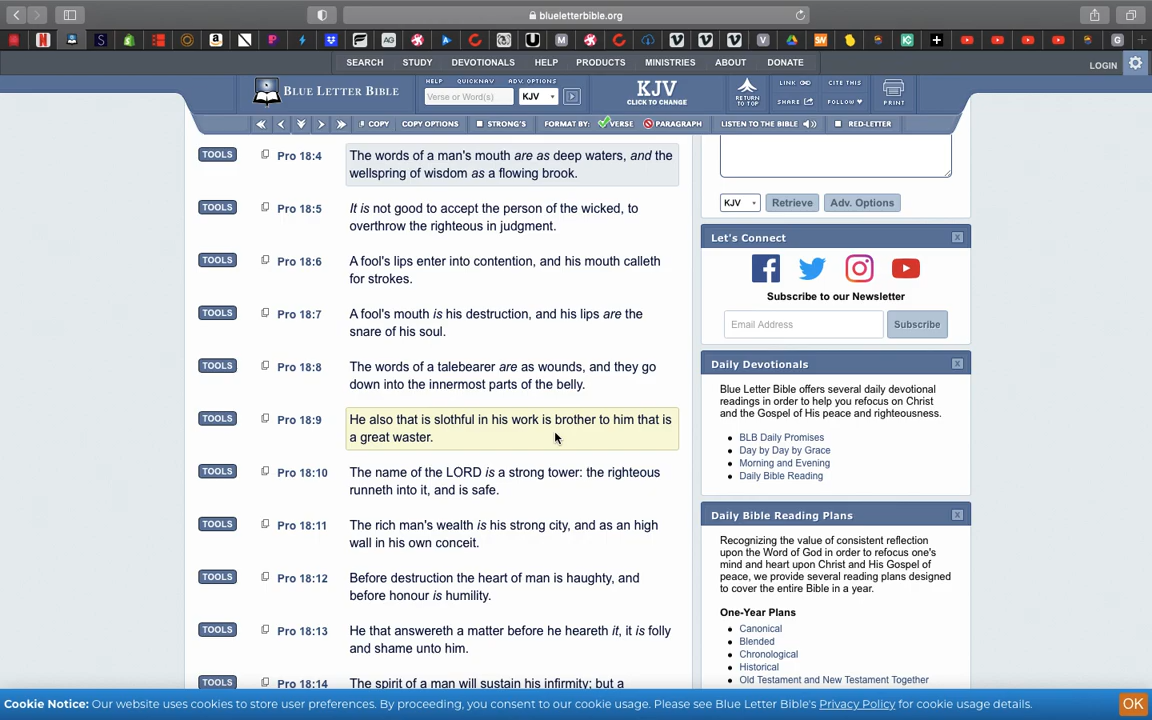 blueletterbible.org
SEARCH STUDY DEVOTIONALS HELP PRODUCTS MINISTRIES ABOUT DONATE
LOGIN
BLUE LETTER BIBLE
HELP QUICKNAV ADV. OPTIONS
Verse or Word(s) KJV
KJV
CLICK TO CHANGE
RETURN TO TOP
LINK CITE THIS
SHARE FOLLOW
PRINT
COPY COPY OPTIONS STRONG'S FORMAT BY: VERSE PARAGRAPH LISTEN TO THE BIBLE RED-LETTER
TOOLS Pro 18:4 The words of a man's mouth are as deep waters, and the
wellspring of wisdom as a flowing brook.
TOOLS Pro 18:5 It is not good to accept the person of the wicked, to
overthrow the righteous in judgment.
TOOLS Pro 18:6 A fool's lips enter into contention, and his mouth calleth
for strokes.
TOOLS Pro 18:7 A fool's mouth is his destruction, and his lips are the
snare of his soul.
TOOLS Pro 18:8 The words of a talebearer are as wounds, and they go
down into the innermost parts of the belly.
TOOLS Pro 18:9 He also that is slothful in his work is brother to him that is
a great waster.
TOOLS Pro 18:10 The name of the LORD is a strong tower: the righteous
runneth into it, and is safe.
TOOLS Pro 18:11 The rich man's wealth is his strong city, and as an high
wall in his own conceit.
TOOLS Pro 18:12 Before destruction the heart of man is haughty, and
before honour is humility.
TOOLS Pro 18:13 He that answereth a matter before he heareth it, it is folly
and shame unto him.
TOOLS Pro 18:14 The spirit of a man will sustain his infirmity; but a
KJV Retrieve Adv. Options
Let's Connect X
Subscribe to our Newsletter
Email Address Subscribe
Daily Devotionals X
Blue Letter Bible offers several daily devotional
readings in order to help you refocus on Christ
and the Gospel of His peace and righteousness.
BLB Daily Promises
Day by Day by Grace
Morning and Evening
Daily Bible Reading
Daily Bible Reading Plans X
Recognizing the value of consistent reflection
upon the Word of God in order to refocus one's
mind and heart upon Christ and His Gospel of
peace, we provide several reading plans designed
to cover the entire Bible in a year.
One-Year Plans
Canonical
Blended
Chronological
Historical
Old Testament and New Testament Together
Cookie Notice: Our website uses cookies to store user preferences. By proceeding, you consent to our cookie usage. Please see Blue Letter Bible's Privacy Policy for cookie usage details. OK